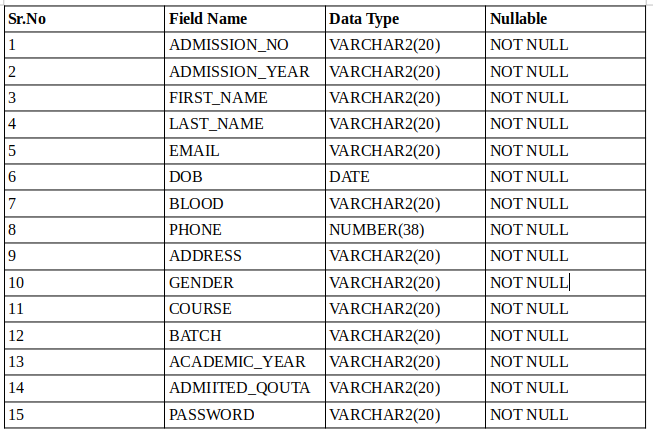 Sr.No Field Name Data Type Nullable
1 ADMISSION_NO VARCHAR2(20) NOT NULL
2 ADMISSION_YEAR VARCHAR2(20) NOT NULL
3 FIRST_NAME VARCHAR2(20) NOT NULL
4 LAST_NAME VARCHAR2(20) NOT NULL
5 EMAIL VARCHAR2(20) NOT NULL
6 DOB DATE NOT NULL
7 BLOOD VARCHAR2(20) NOT NULL
8 PHONE NUMBER(38) NOT NULL
9 ADDRESS VARCHAR2(20) NOT NULL
10 GENDER VARCHAR2(20) NOT NULL
11 COURSE VARCHAR2(20) NOT NULL
12 BATCH VARCHAR2(20) NOT NULL
13 ACADEMIC_YEAR VARCHAR2(20) NOT NULL
14 ADMIITED_QOUTA VARCHAR2(20) NOT NULL
15 PASSWORD VARCHAR2(20) NOT NULL